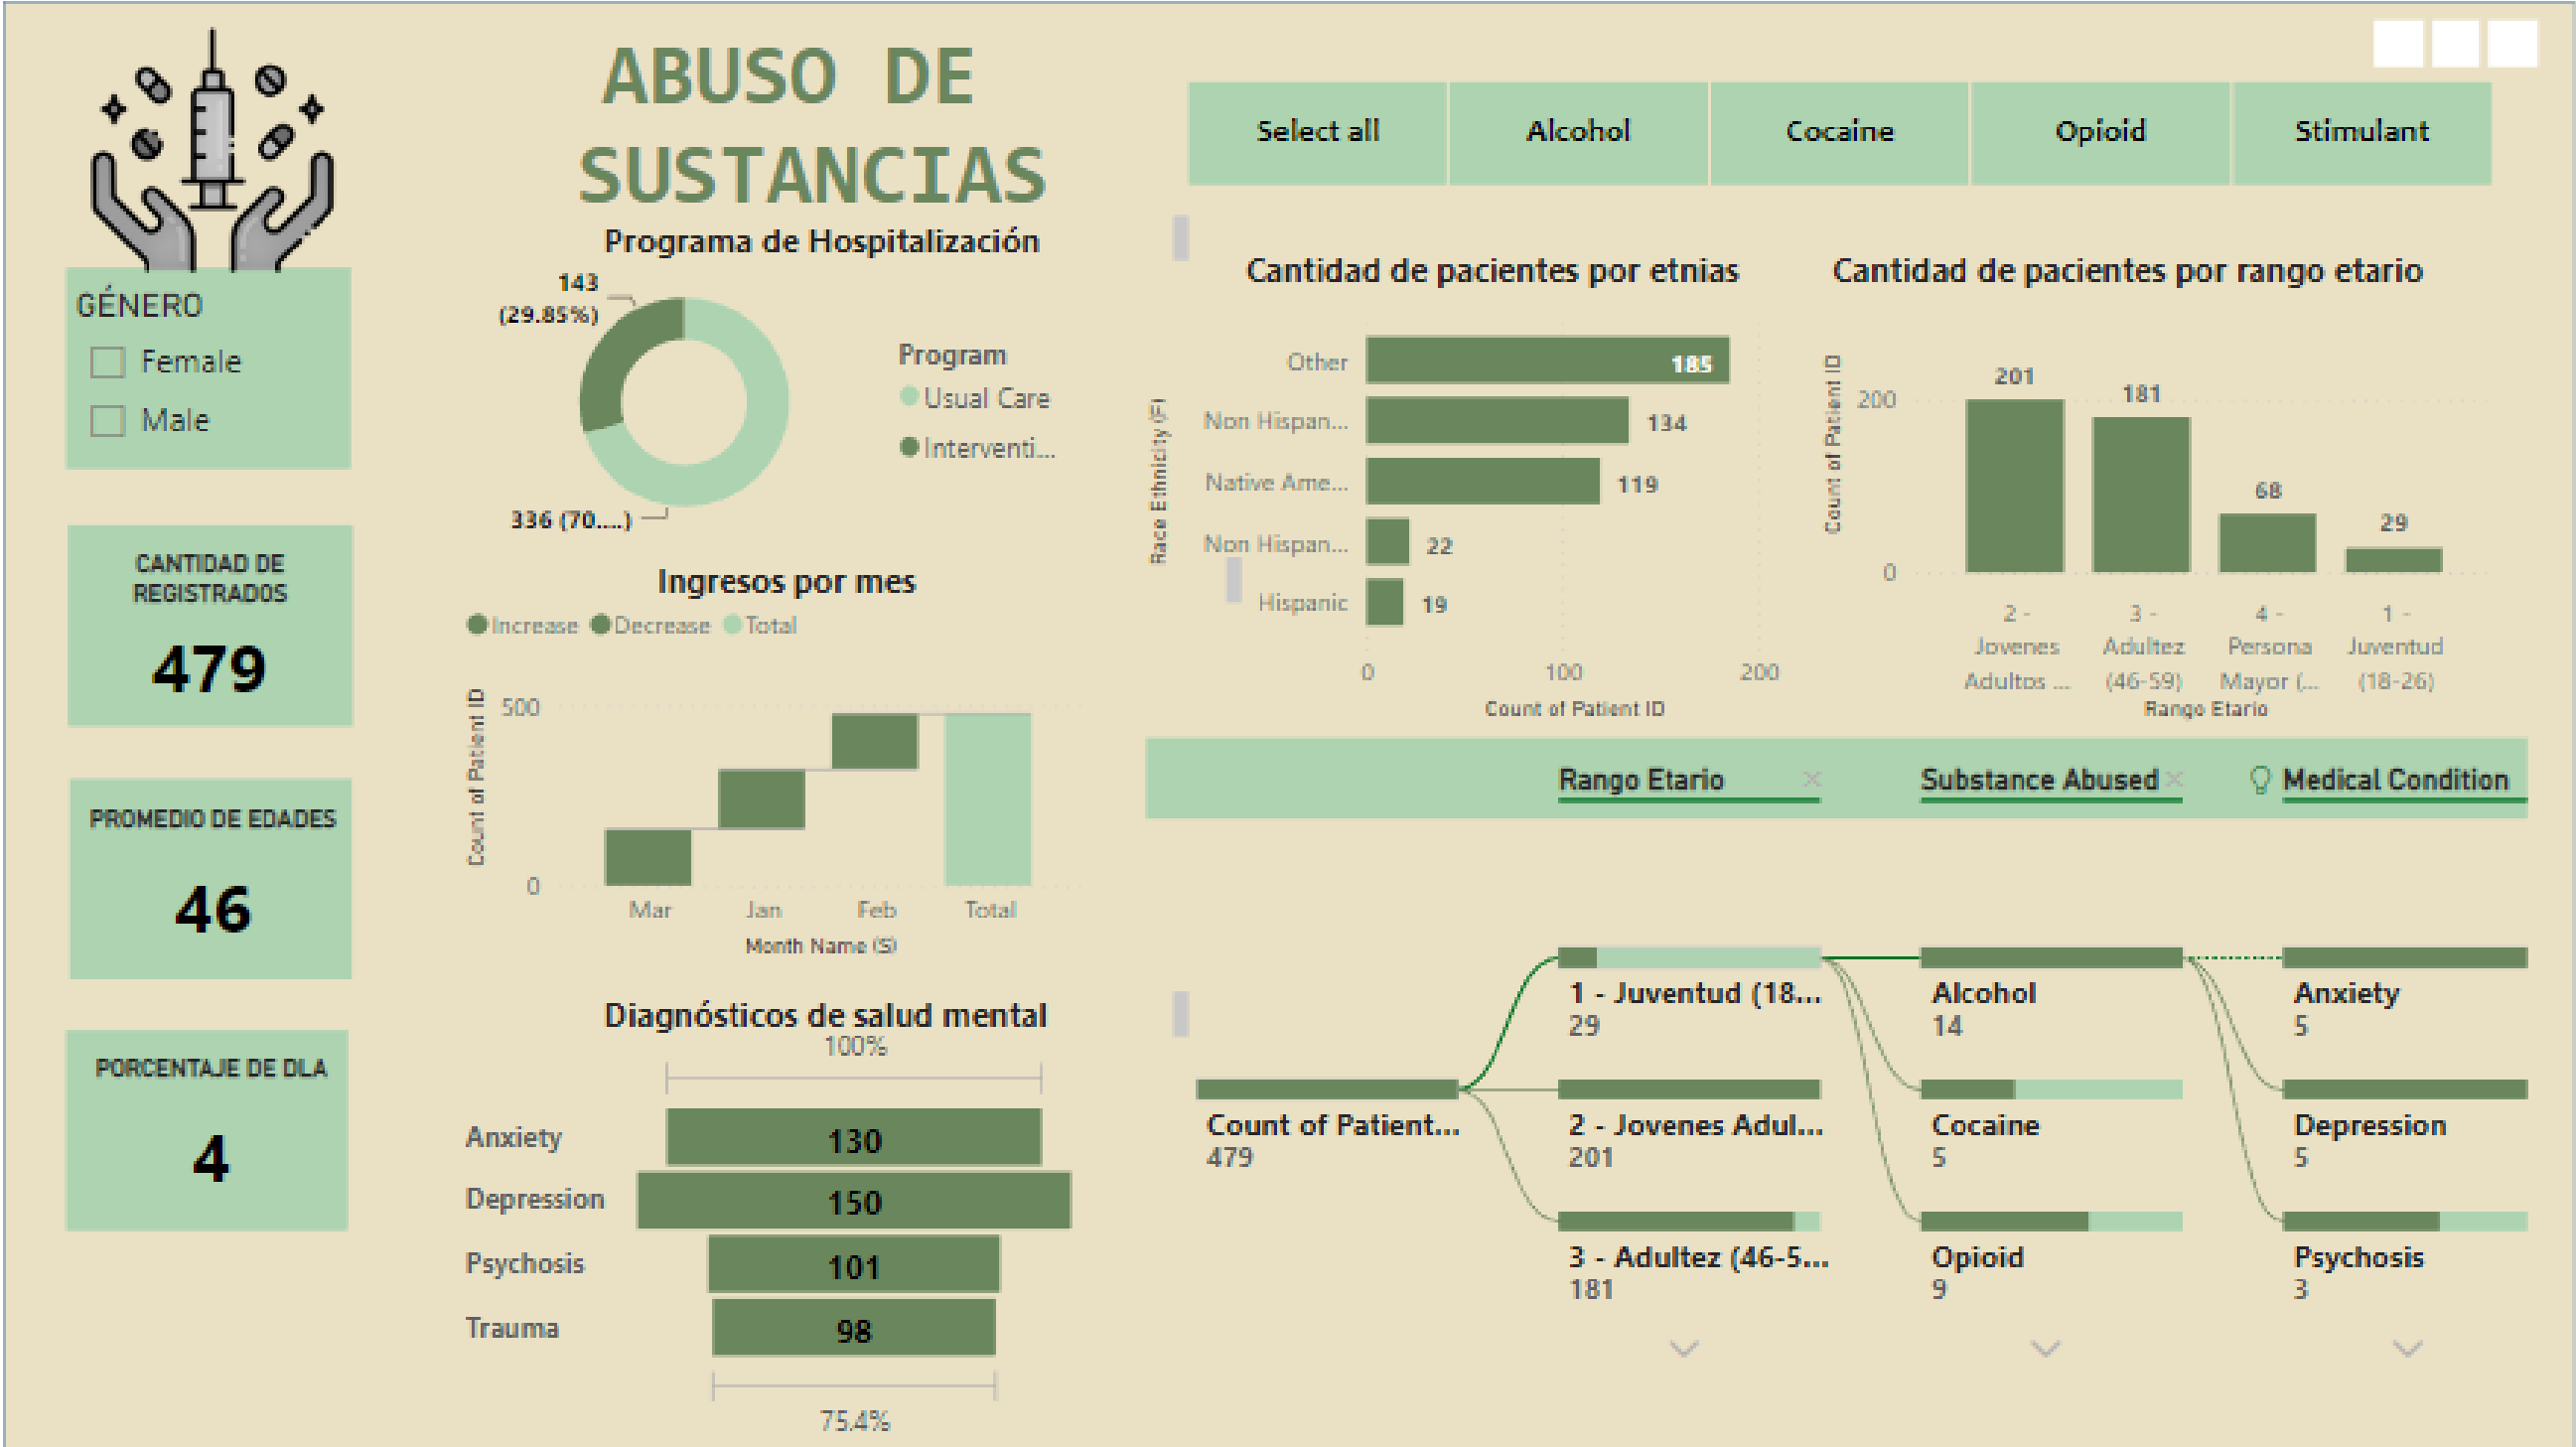 ABUSO DE
SUSTANCIAS
Select all
Alcohol
Cocaine
Opioid
Stimulant
GÉNERO
Female
Male
CANTIDAD DE
REGISTRADOS
479
PROMEDIO DE EDADES
46
PORCENTAJE DE DLA
4
Programa de Hospitalización
143
(29.85%)
336 (70....)
Program
Usual Care
Interventi...
Ingresos por mes
Increase
Decrease
Total
Count of Patient ID
500
0
Mar
Jan
Feb
Total
Month Name (S)
Diagnósticos de salud mental
100%
Anxiety
130
Depression
150
Psychosis
101
Trauma
98
75.4%
Cantidad de pacientes por etnias
Race Ethnicity (F)
Other
185
Non Hispan...
134
Native Ame...
119
Non Hispan...
22
Hispanic
19
0
100
200
Count of Patient ID
Cantidad de pacientes por rango etario
Count of Patient ID
200
0
201
181
68
29
2 -
Jovenes
Adultos ...
3 -
Adultez
(46-59)
4 -
Persona
Mayor (...
1 -
Juventud
(18-26)
Rango Etario
Rango Etario
Substance Abused
Medical Condition
Count of Patient...
479
1 - Juventud (18...
29
2 - Jovenes Adul...
201
3 - Adultez (46-5...
181
Alcohol
14
Cocaine
5
Opioid
9
Anxiety
5
Depression
5
Psychosis
3